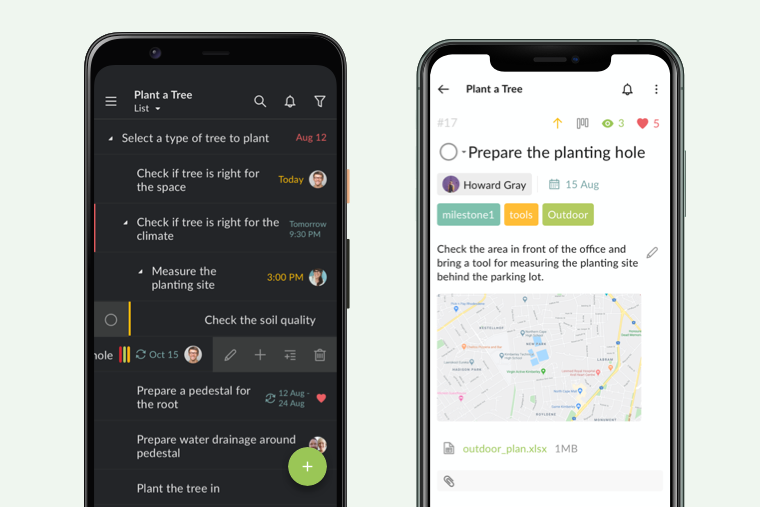 Plant a Tree
List
Select a type of tree to plant
Aug 12
Check if tree is right for
the space
Today
Check if tree is right for the
climate
Tomorrow
9:30 PM
Measure the
planting site
3:00 PM
Check the soil quality
hole
Oct 15
Prepare a pedestal for
the root
12 Aug -
24 Aug
Prepare water drainage around
pedestal
Plant the tree in
+
Plant a Tree
#17
3
5
Prepare the planting hole
Howard Gray
15 Aug
milestone1
tools
Outdoor
Check the area in front of the office and
bring a tool for measuring the planting site
behind the parking lot.
outdoor_plan.xlsx
1MB